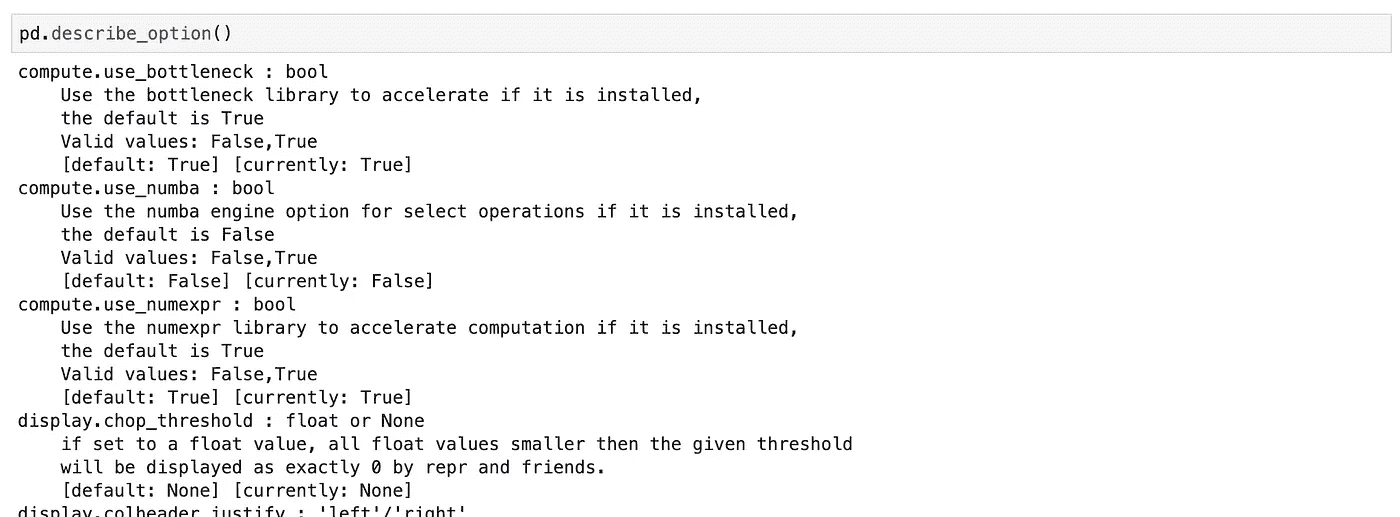 pd.describe_option()
compute.use_bottleneck : bool
    Use the bottleneck library to accelerate if it is installed,
    the default is True
    Valid values: False,True
    [default: True] [currently: True]
compute.use_numba : bool
    Use the numba engine option for select operations if it is installed,
    the default is False
    Valid values: False,True
    [default: False] [currently: False]
compute.use_numexpr : bool
    Use the numexpr library to accelerate computation if it is installed,
    the default is True
    Valid values: False,True
    [default: True] [currently: True]
display.chop_threshold : float or None
    if set to a float value, all float values smaller then the given threshold
    will be displayed as exactly 0 by repr and friends.
    [default: None] [currently: None]
display.colheader_justify : 'left'/'right'